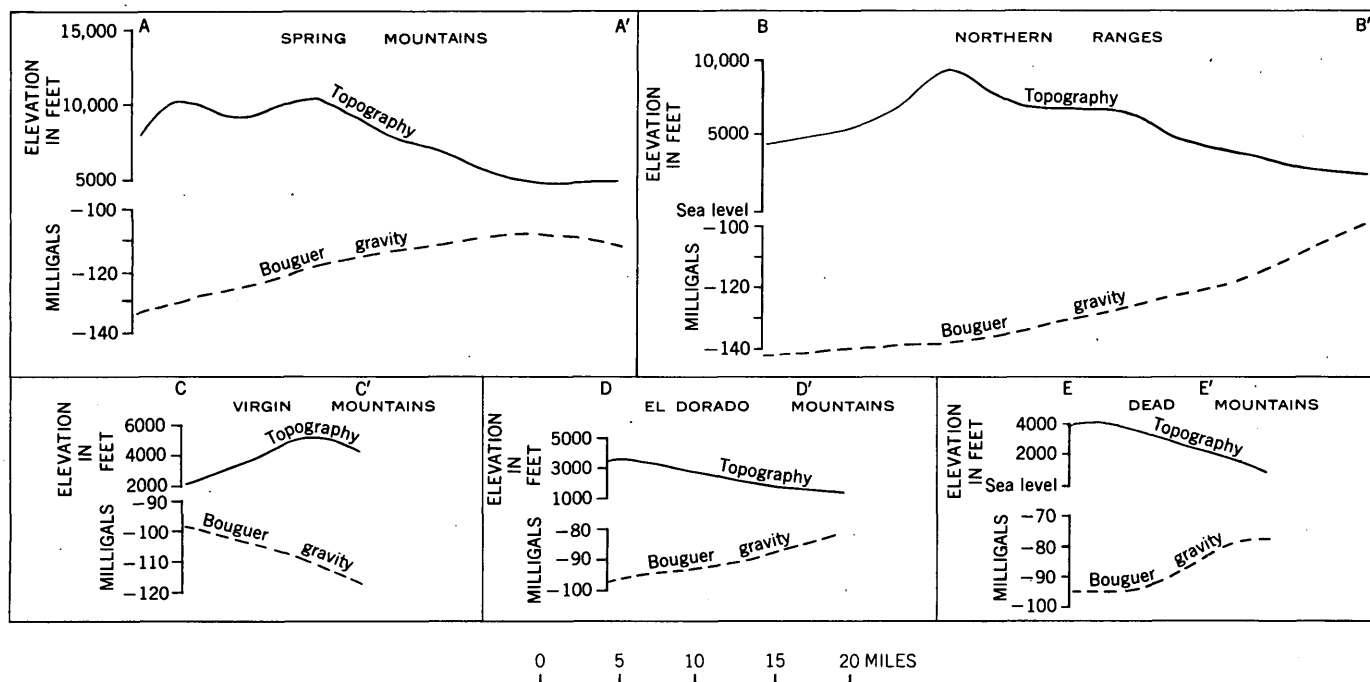 A
SPRING MOUNTAINS
A'
15,000
10,000
5000
ELEVATION
IN FEET
Topography
-100
-120
-140
MILLIGALS
Bouguer gravity
B
NORTHERN RANGES
B'
10,000
5000
Sea level
ELEVATION
IN FEET
Topography
-100
-120
-140
MILLIGALS
Bouguer gravity
C
C'
VIRGIN MOUNTAINS
6000
4000
2000
ELEVATION
IN
FEET
Topography
-90
-100
-110
-120
MILLIGALS
Bouguer gravity
D
D'
EL DORADO MOUNTAINS
5000
3000
1000
ELEVATION
IN
FEET
Topography
-80
-90
-100
MILLIGALS
Bouguer gravity
E
E'
DEAD MOUNTAINS
4000
2000
Sea level
ELEVATION
IN FEET
Topography
-70
-80
-90
-100
MILLIGALS
Bouguer gravity
0 5 10 15 20 MILES